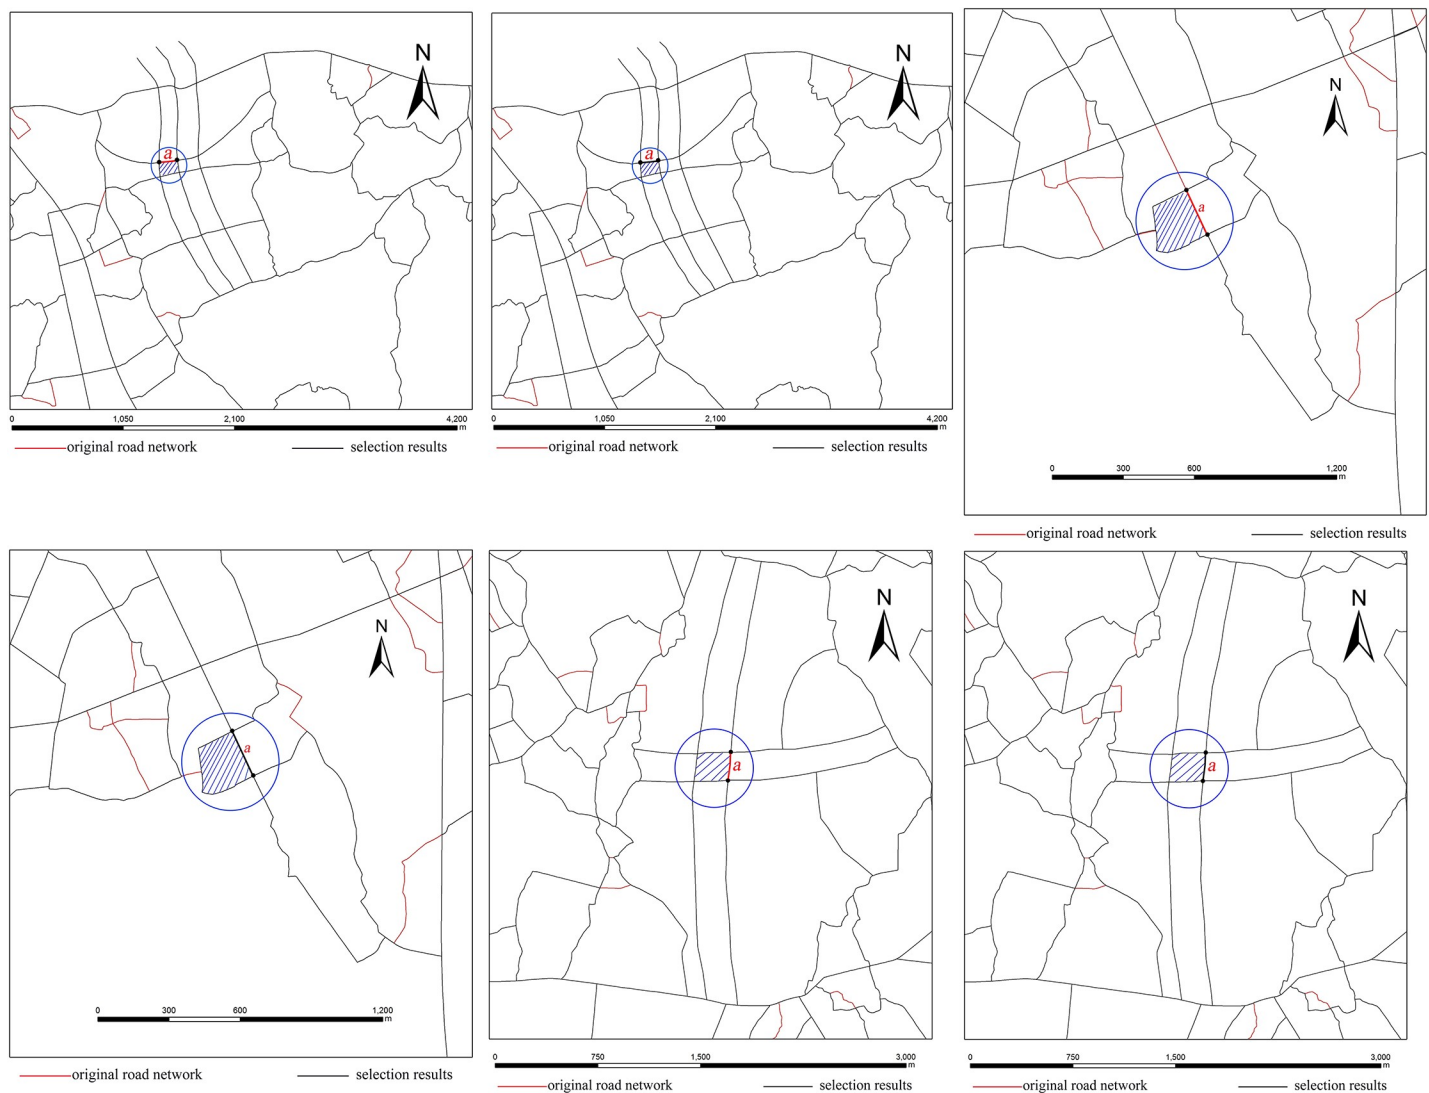 N
a
0 1,050 2,100 4,200
m
original road network selection results
N
a
0 1,050 2,100 4,200
m
original road network selection results
N
a
0 300 600 1,200
m
original road network selection results
N
a
0 300 600 1,200
m
original road network selection results
N
a
0 750 1,500 3,000
m
original road network selection results
N
a
0 750 1,500 3,000
m
original road network selection results